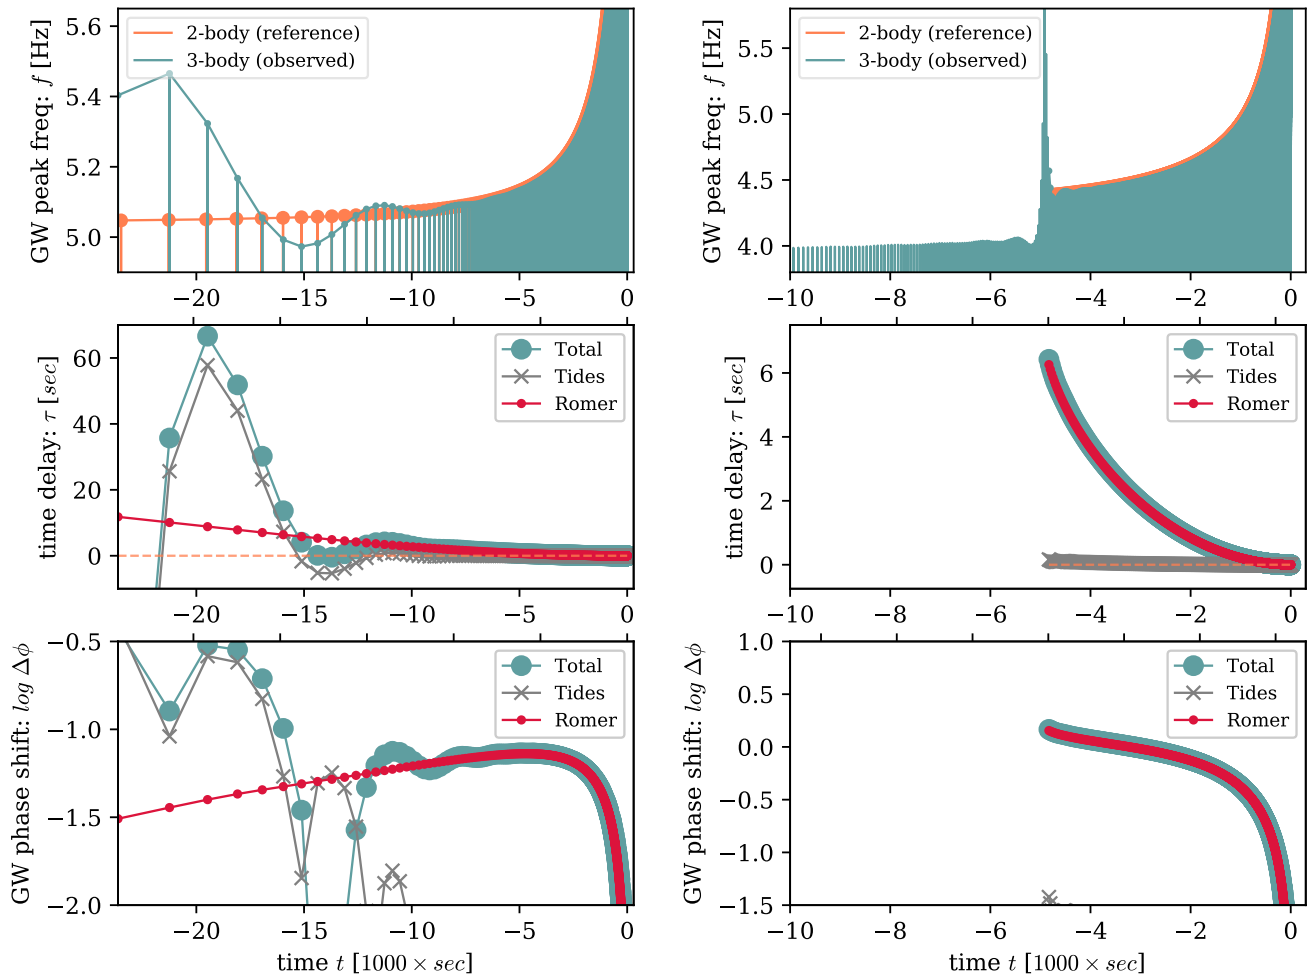 GW peak freq: f [Hz]
5.6
5.4
5.2
5.0
2-body (reference)
3-body (observed)
−20
−15
−10
−5
0
GW peak freq: f [Hz]
5.5
5.0
4.5
4.0
2-body (reference)
3-body (observed)
−10
−8
−6
−4
−2
0
time delay: τ [sec]
60
40
20
0
Total
Tides
Romer
−20
−15
−10
−5
0
time delay: τ [sec]
6
4
2
0
Total
Tides
Romer
−10
−8
−6
−4
−2
0
GW phase shift: log Δϕ
−0.5
−1.0
−1.5
−2.0
Total
Tides
Romer
−20
−15
−10
−5
0
time t [1000 × sec]
GW phase shift: log Δϕ
1.0
0.5
0.0
−0.5
−1.0
−1.5
Total
Tides
Romer
−10
−8
−6
−4
−2
0
time t [1000 × sec]